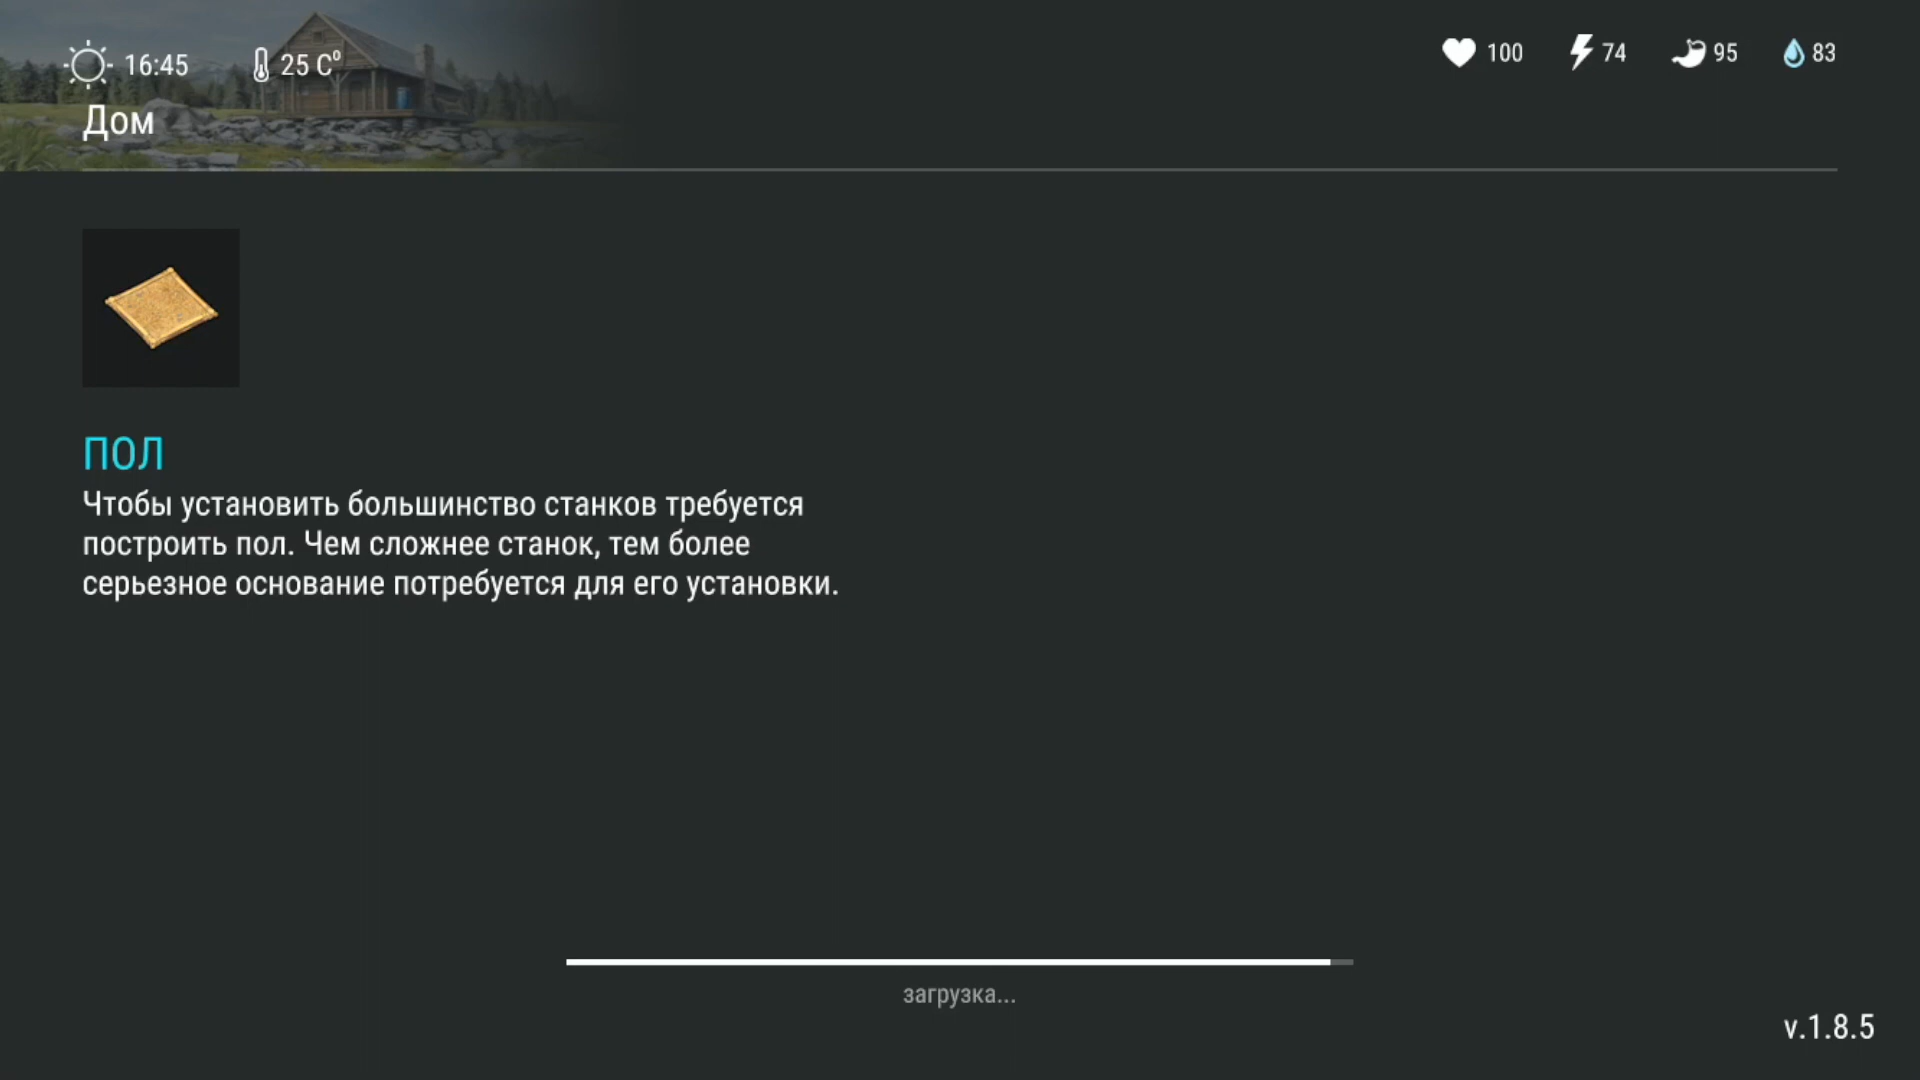 16:45
25 C⁰
100
74
95
83
Дом
ПОЛ
Чтобы установить большинство станков требуется
построить пол. Чем сложнее станок, тем более
серьезное основание потребуется для его установки.
загрузка...
v.1.8.5